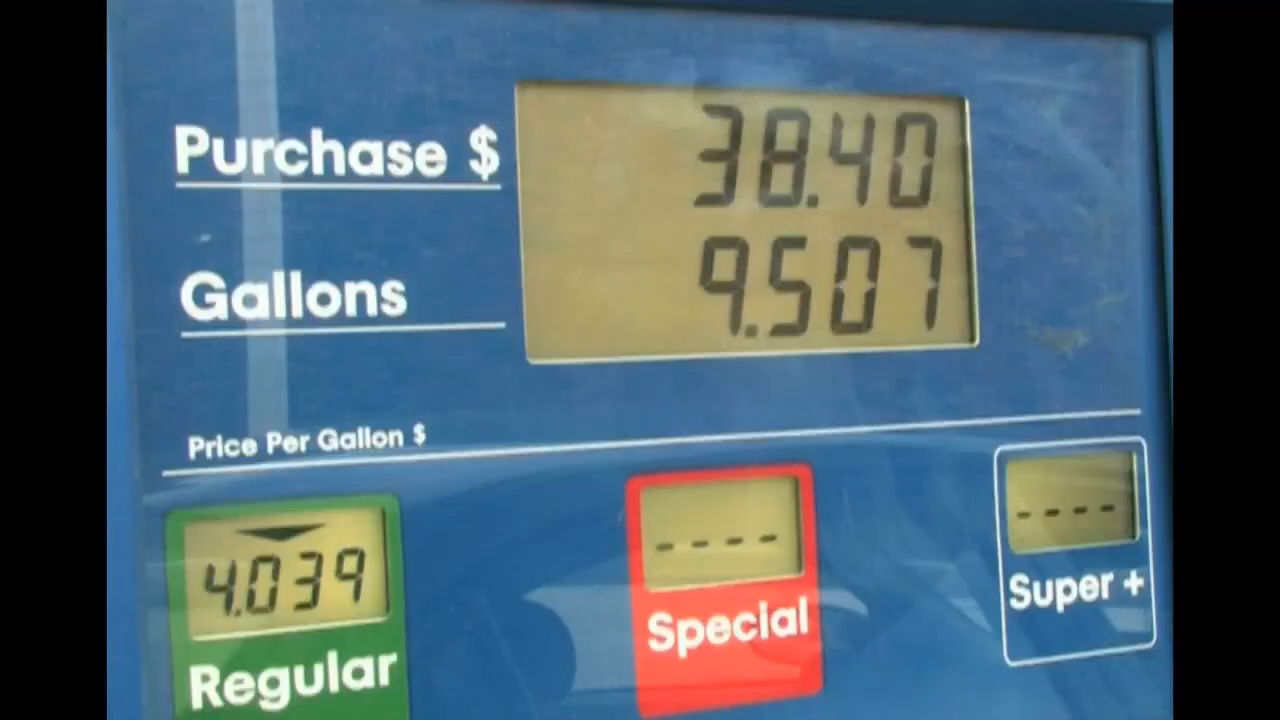 Purchase $ 38.40
Gallons 9.507
Price Per Gallon $
4.039
Regular
----
Special
----
Super +